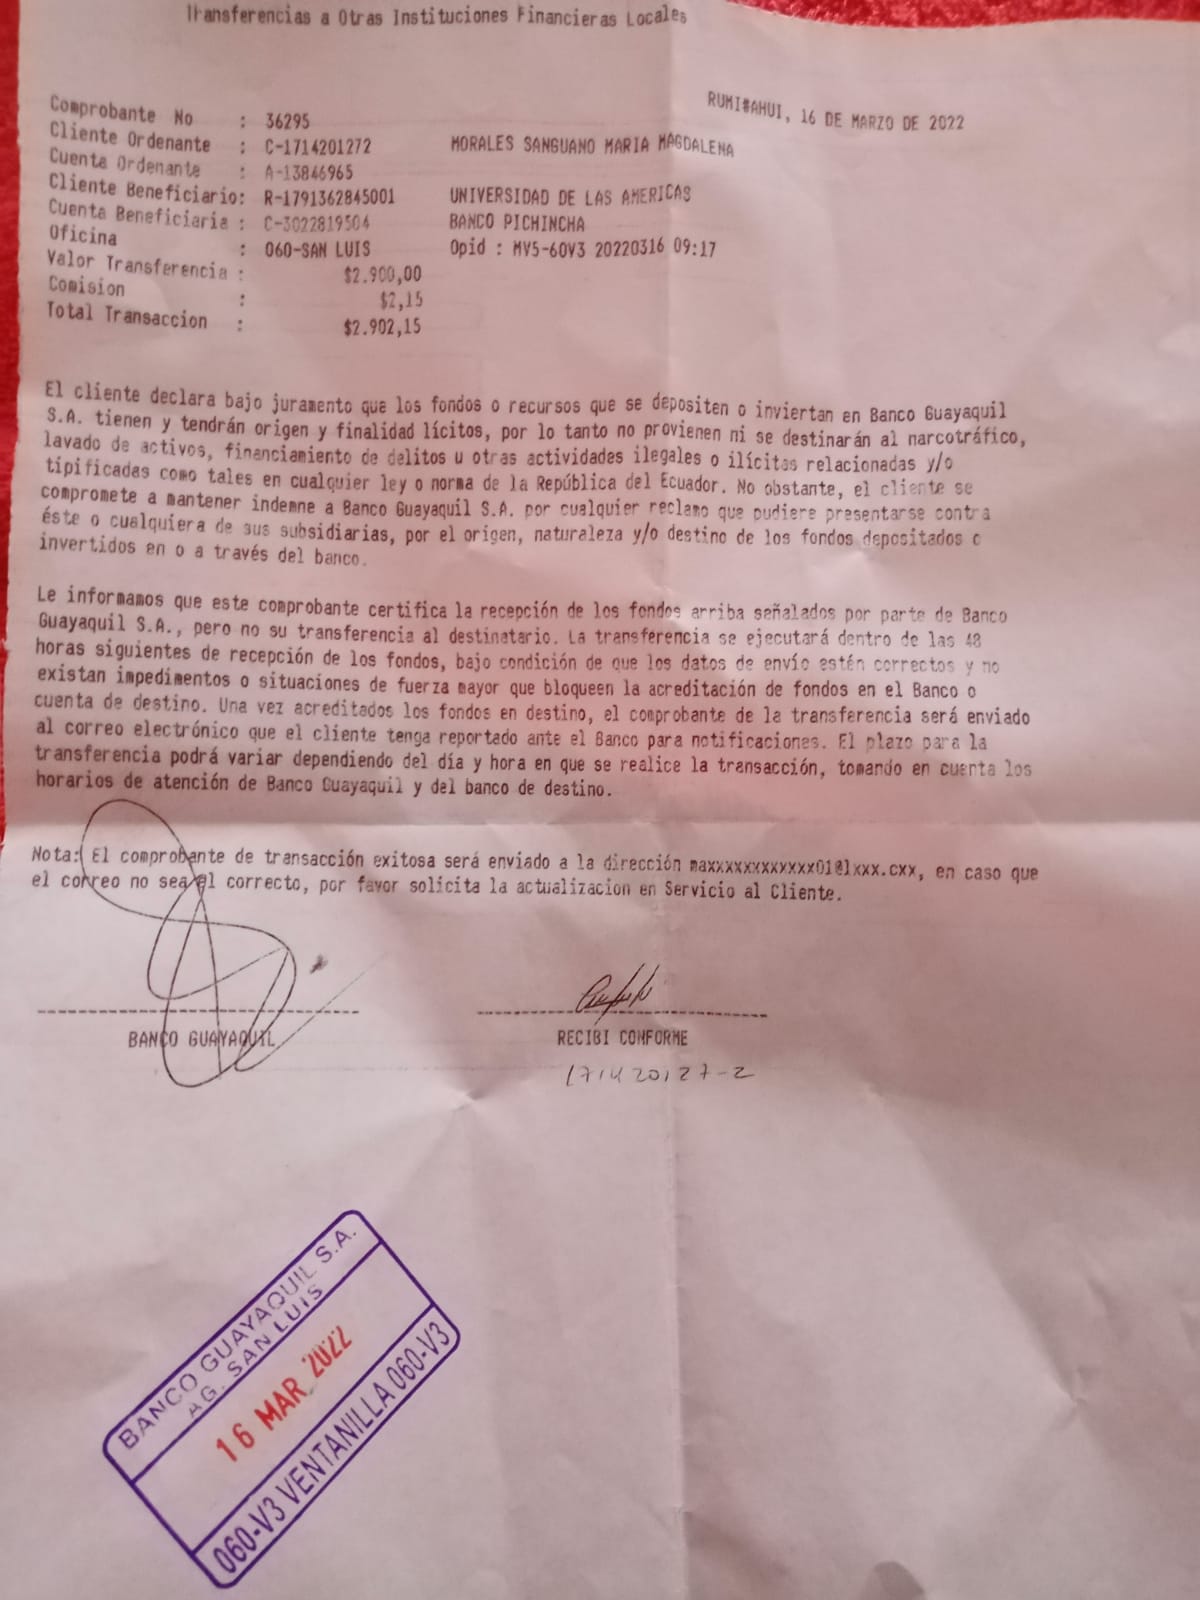 Transferencias a Otras Instituciones Financieras Locales
RUMI#AHUI, 16 DE MARZO DE 2022
Comprobante No : 36295
Cliente Ordenante : C-1714201272 MORALES SANGUANO MARIA MAGDALENA
Cuenta Ordenante : A-13846965
Cliente Beneficiario: R-1791362845001 UNIVERSIDAD DE LAS AMERICAS
Cuenta Beneficiaria : C-3022819504 BANCO PICHINCHA
Oficina : 060-SAN LUIS Opid : MV5-60V3 20220316 09:17
Valor Transferencia : $2.900,00
Comision : $2,15
Total Transaccion : $2.902,15
El cliente declara bajo juramento que los fondos o recursos que se depositen o inviertan en Banco Guayaquil
S.A. tienen y tendrán origen y finalidad lícitos, por lo tanto no provienen ni se destinarán al narcotráfico,
lavado de activos, financiamiento de delitos u otras actividades ilegales o ilícitas relacionadas y/o
tipificadas como tales en cualquier ley o norma de la República del Ecuador. No obstante, el cliente se
compromete a mantener indemne a Banco Guayaquil S.A. por cualquier reclamo que pudiere presentarse contra
éste o cualquiera de sus subsidiarias, por el origen, naturaleza y/o destino de los fondos depositados o
invertidos en o a través del banco.
Le informamos que este comprobante certifica la recepción de los fondos arriba señalados por parte de Banco
Guayaquil S.A., pero no su transferencia al destinatario. La transferencia se ejecutará dentro de las 48
horas siguientes de recepción de los fondos, bajo condición de que los datos de envío estén correctos y no
existan impedimentos o situaciones de fuerza mayor que bloqueen la acreditación de fondos en el Banco o
cuenta de destino. Una vez acreditados los fondos en destino, el comprobante de la transferencia será enviado
al correo electrónico que el cliente tenga reportado ante el Banco para notificaciones. El plazo para la
transferencia podrá variar dependiendo del día y hora en que se realice la transacción, tomando en cuenta los
horarios de atención de Banco Guayaquil y del banco de destino.
Nota: El comprobante de transacción exitosa será enviado a la dirección maxxxxxxxxxxxxx01@lxxx.cxx, en caso que
el correo no sea el correcto, por favor solicita la actualizacion en Servicio al Cliente.
BANCO GUAYAQUIL RECIBI CONFORME
171420127-2
BANCO GUAYAQUIL S.A.
AG. SAN LUIS
16 MAR 2022
060-V3 VENTANILLA 060-V3